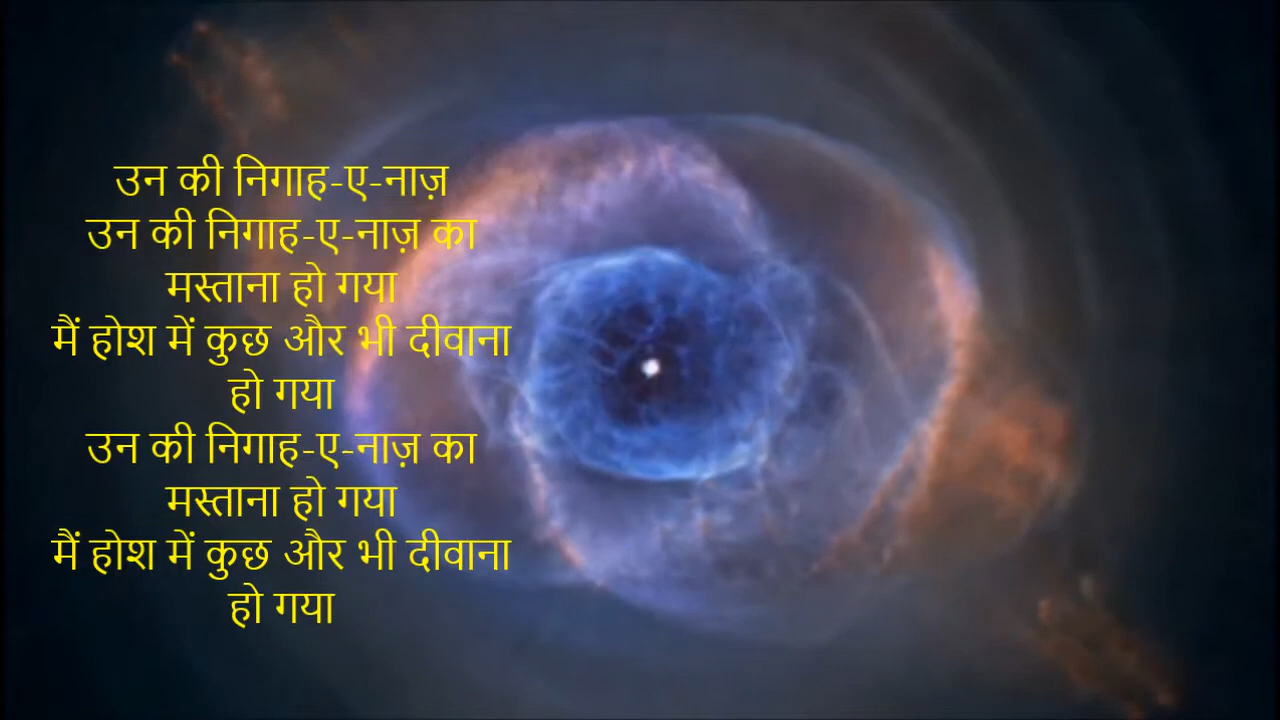 उन की निगाह-ए-नाज़
उन की निगाह-ए-नाज़ का
मस्ताना हो गया
मैं होश में कुछ और भी दीवाना
हो गया
उन की निगाह-ए-नाज़ का
मस्ताना हो गया
मैं होश में कुछ और भी दीवाना
हो गया